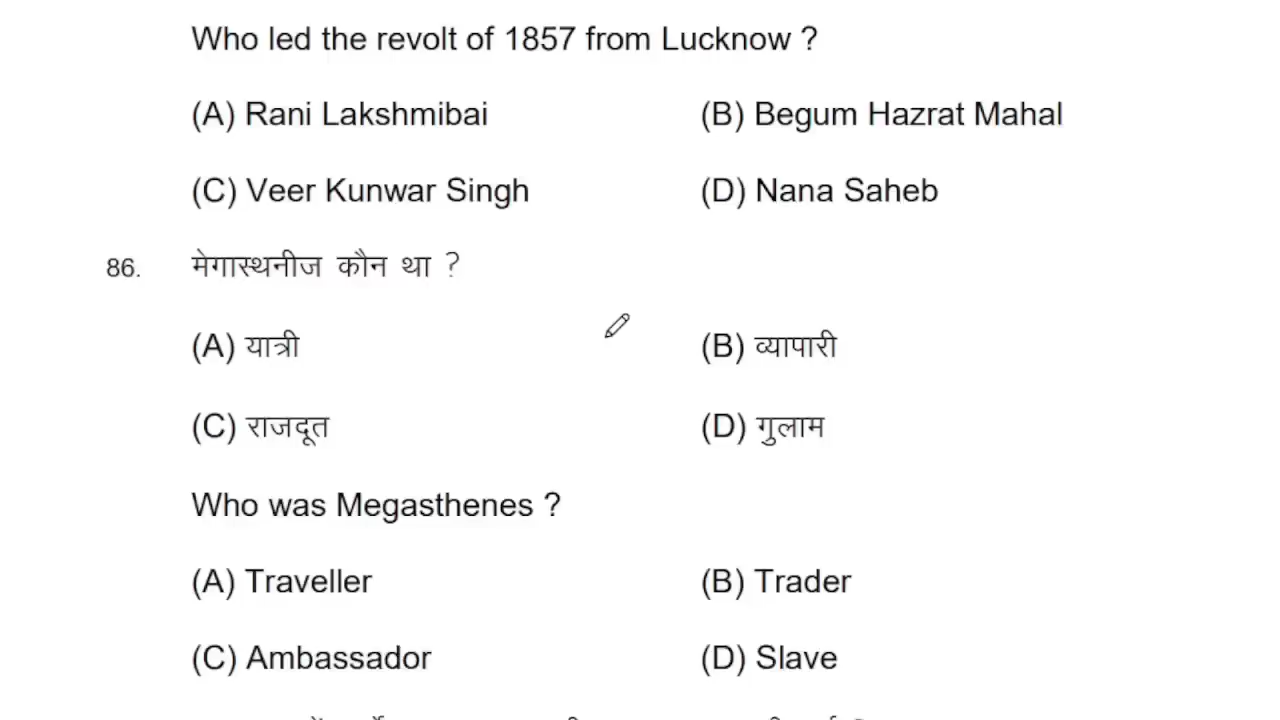 Who led the revolt of 1857 from Lucknow ?
(A) Rani Lakshmibai (B) Begum Hazrat Mahal
(C) Veer Kunwar Singh (D) Nana Saheb
86. मेगास्थनीज कौन था ?
(A) यात्री (B) व्यापारी
(C) राजदूत (D) गुलाम
Who was Megasthenes ?
(A) Traveller (B) Trader
(C) Ambassador (D) Slave